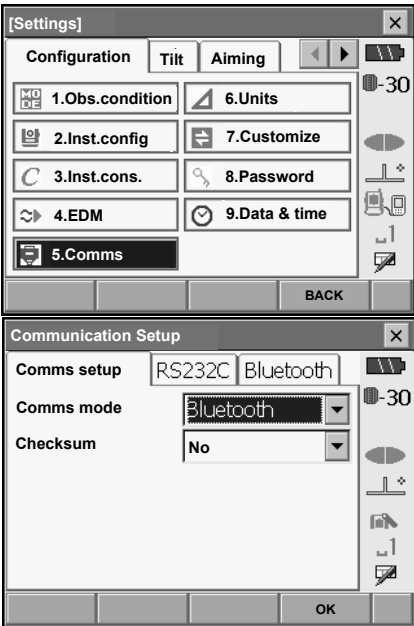 [Settings]
Configuration Tilt Aiming
1.Obs.condition 6.Units
2.Inst.config 7.Customize
3.Inst.cons. 8.Password
4.EDM 9.Data & time
5.Comms
-30
1
BACK
Communication Setup
Comms setup RS232C Bluetooth
Comms mode Bluetooth
Checksum No
-30
1
OK